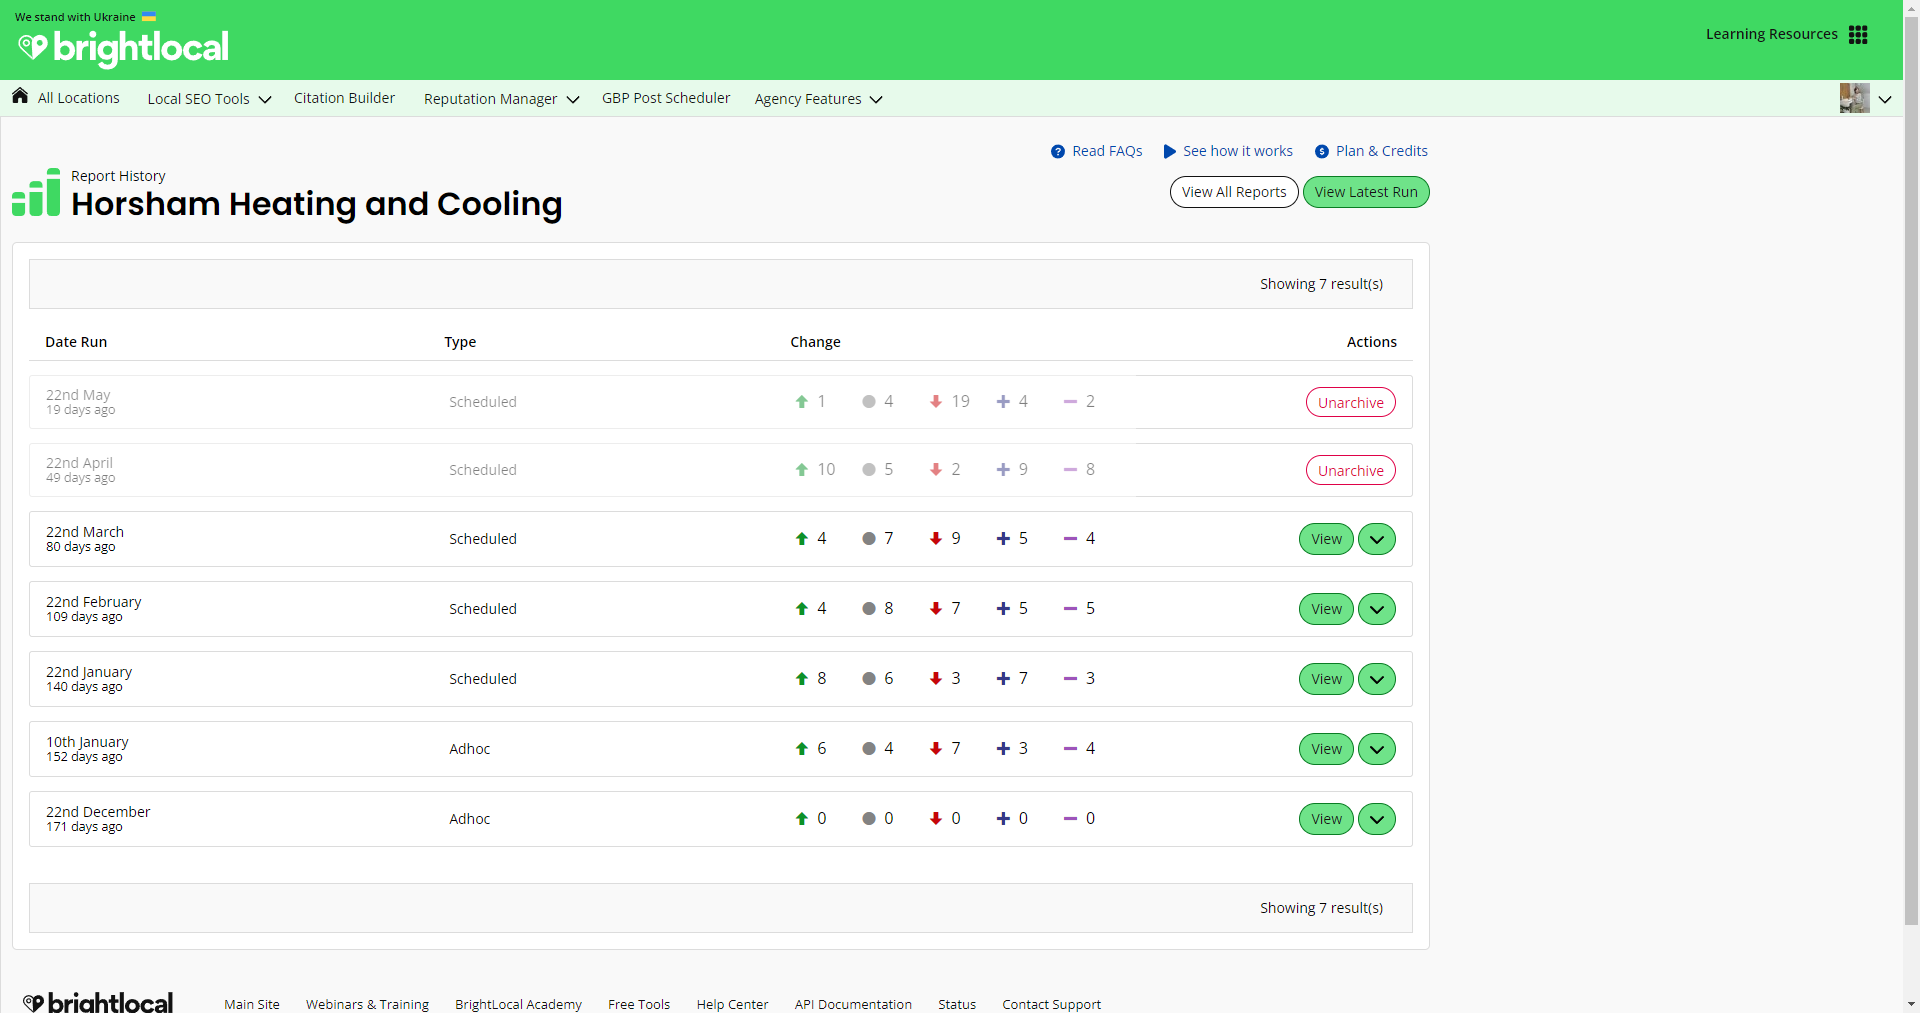 We stand with Ukraine
brightlocal
Learning Resources
All Locations Local SEO Tools Citation Builder Reputation Manager GBP Post Scheduler Agency Features
Read FAQs See how it works Plan & Credits
Report History
Horsham Heating and Cooling
View All Reports View Latest Run
Showing 7 result(s)
Date Run Type Change Actions
22nd May
19 days ago
Scheduled 1 4 19 4 2 Unarchive
22nd April
49 days ago
Scheduled 10 5 2 9 8 Unarchive
22nd March
80 days ago
Scheduled 4 7 9 5 4 View
22nd February
109 days ago
Scheduled 4 8 7 5 5 View
22nd January
140 days ago
Scheduled 8 6 3 7 3 View
10th January
152 days ago
Adhoc 6 4 7 3 4 View
22nd December
171 days ago
Adhoc 0 0 0 0 0 View
Showing 7 result(s)
brightlocal Main Site Webinars & Training BrightLocal Academy Free Tools Help Center API Documentation Status Contact Support